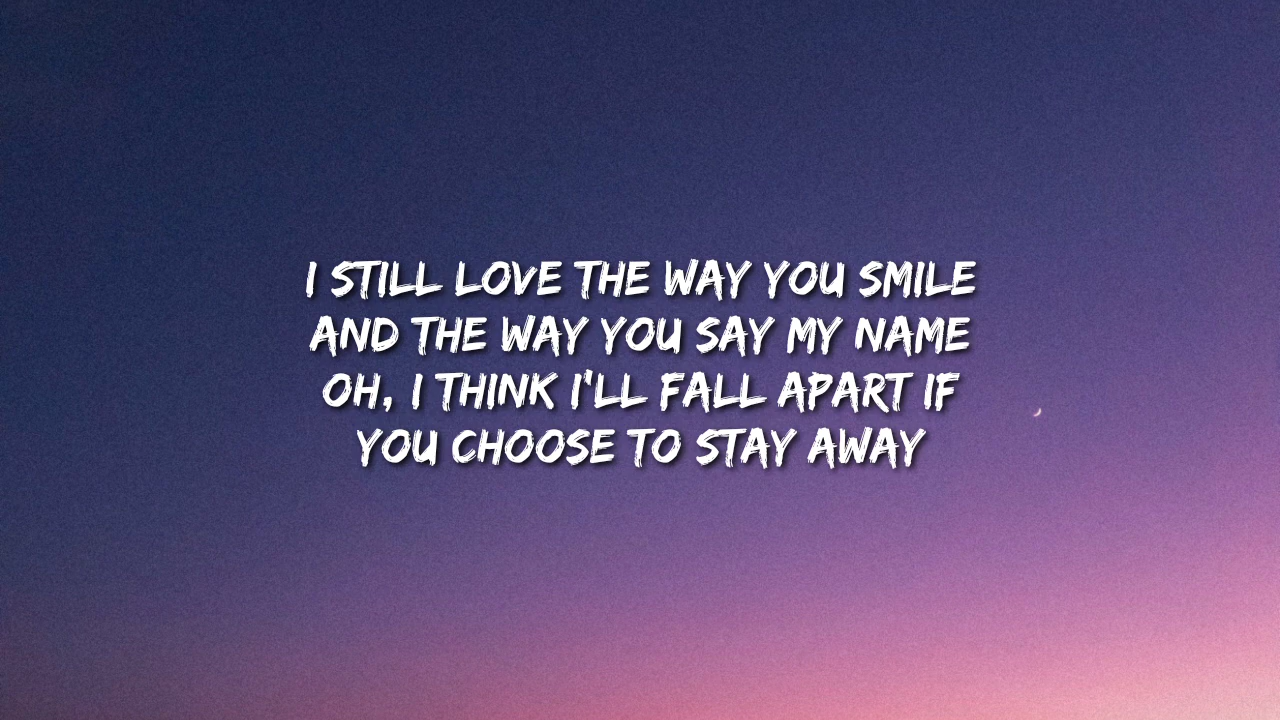 I STILL LOVE THE WAY YOU SMILE
AND THE WAY YOU SAY MY NAME
OH, I THINK I'LL FALL APART IF
YOU CHOOSE TO STAY AWAY